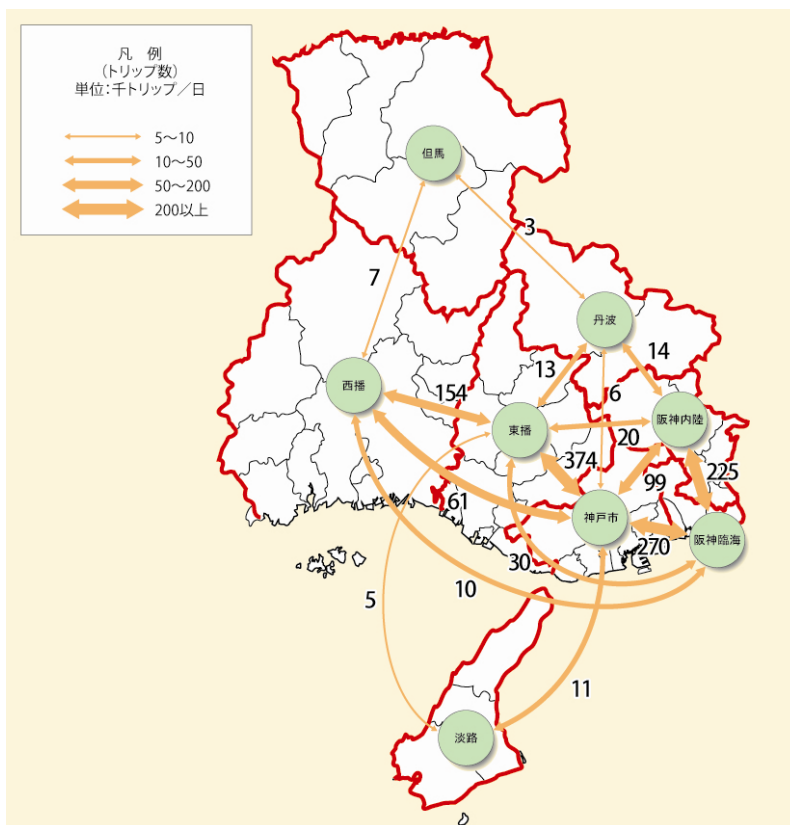 凡 例
(トリップ数)
単位:千トリップ／日
5～10
10～50
50～200
200以上
但馬
3
7
丹波
14
13
6
西播
154
阪神内陸
東播
20
374
225
99
61
神戸市
阪神臨海
270
30
10
5
11
淡路